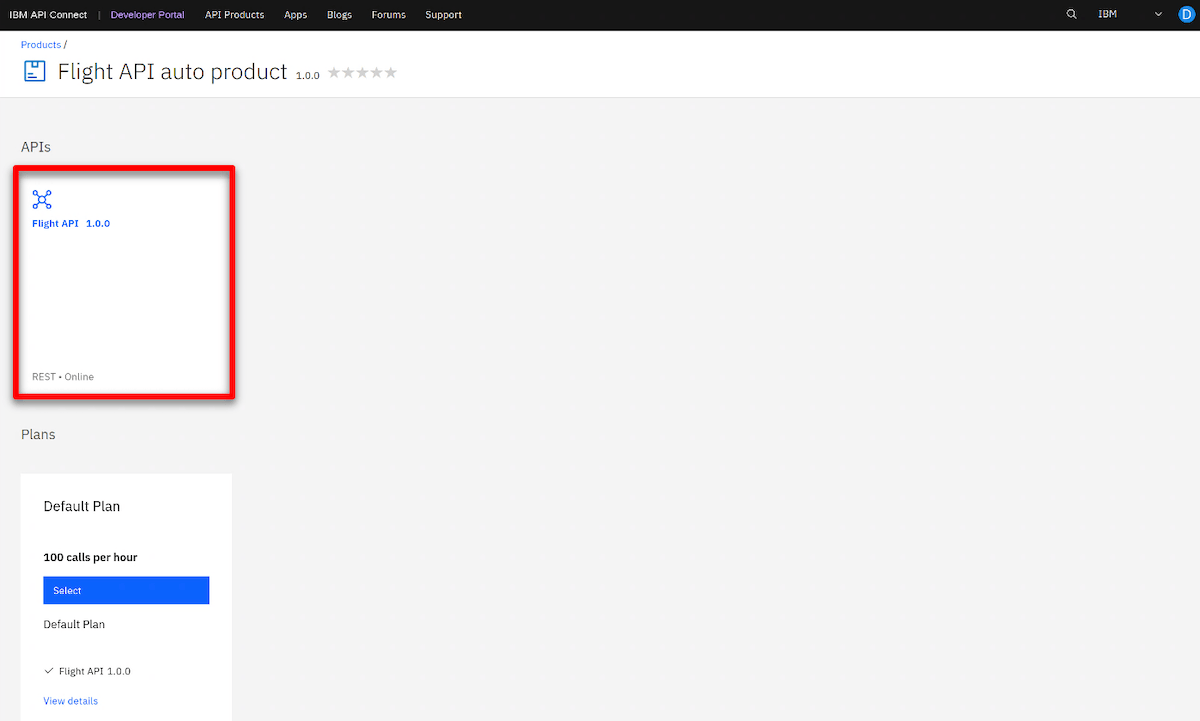 IBM API Connect | Developer Portal API Products Apps Blogs Forums Support IBM D
Products /
Flight API auto product 1.0.0
APIs
Flight API 1.0.0
REST • Online
Plans
Default Plan
100 calls per hour
Select
Default Plan
Flight API 1.0.0
View details